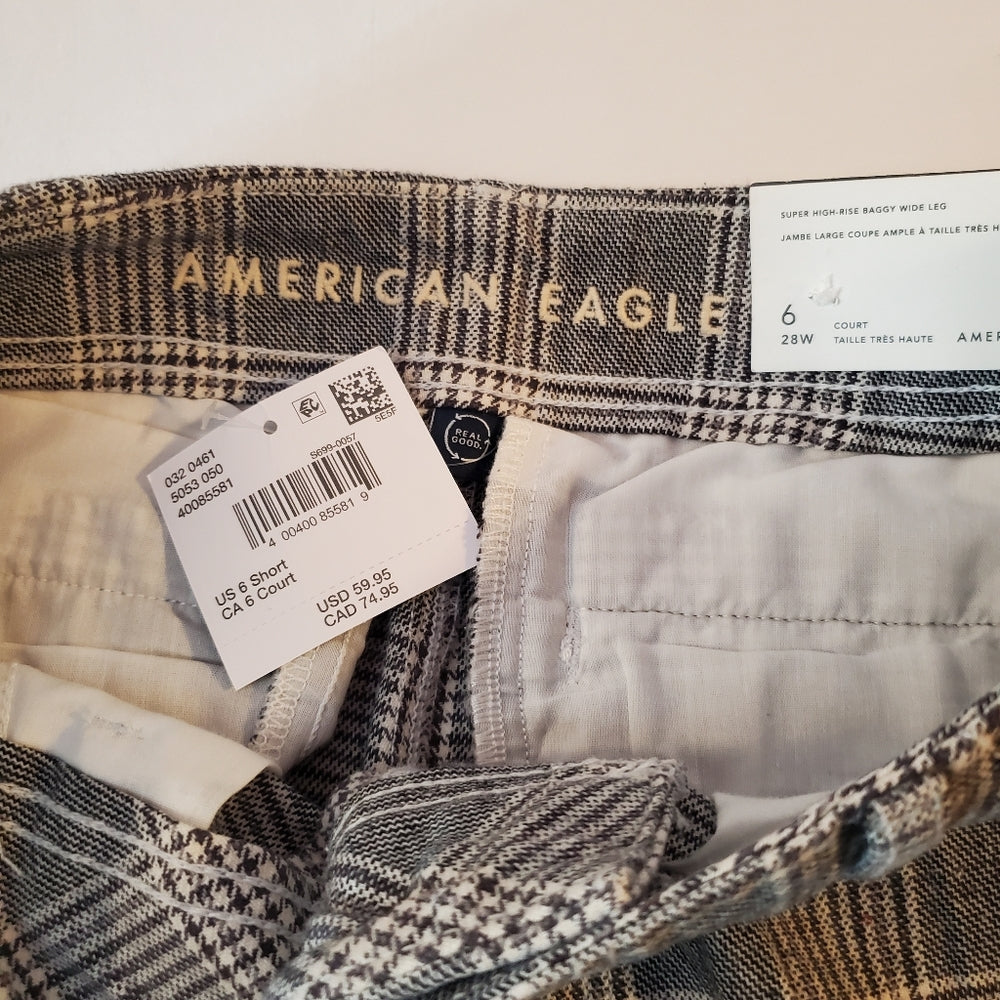 AMERICAN EAGLE
SUPER HIGH-RISE BAGGY WIDE LEG
JAMBE LARGE COUPE AMPLE À TAILLE TRÈS H
6
28W
COURT
TAILLE TRÈS HAUTE
AMER
5E5F
REAL
GOOD.
032 0461
5053 050
40085581
S699-0057
4 00400 85581 9
US 6 Short
CA 6 Court
USD 59.95
CAD 74.95